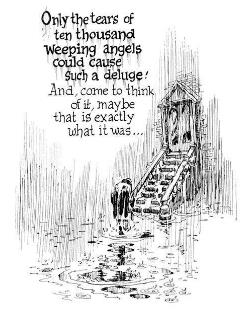 Only the tears of
ten thousand
weeping angels
could cause
such a deluge!
And, come to think
of it, maybe
that is exactly
what it was...